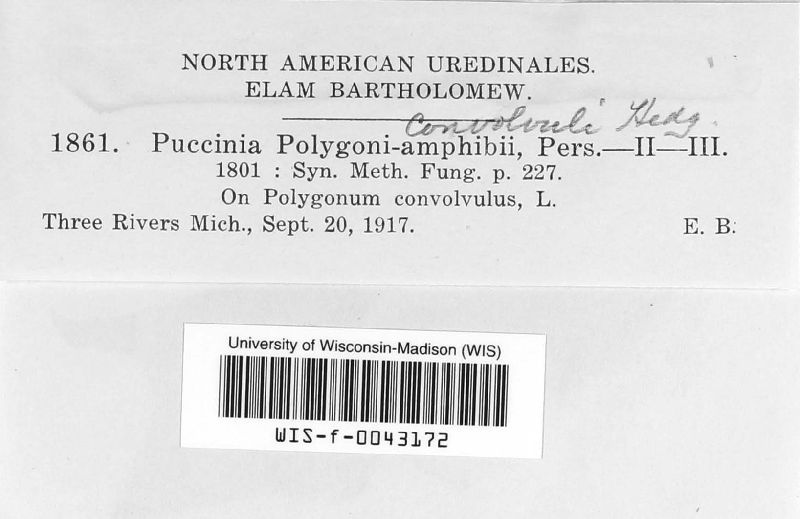 NORTH AMERICAN UREDINALES.
ELAM BARTHOLOMEW.
convolvuli Hedg.
1861. Puccinia Polygoni-amphibii, Pers.—II—III.
1801 : Syn. Meth. Fung. p. 227.
On Polygonum convolvulus, L.
Three Rivers Mich., Sept. 20, 1917. E. B.
University of Wisconsin-Madison (WIS)
WIS-f-0043172